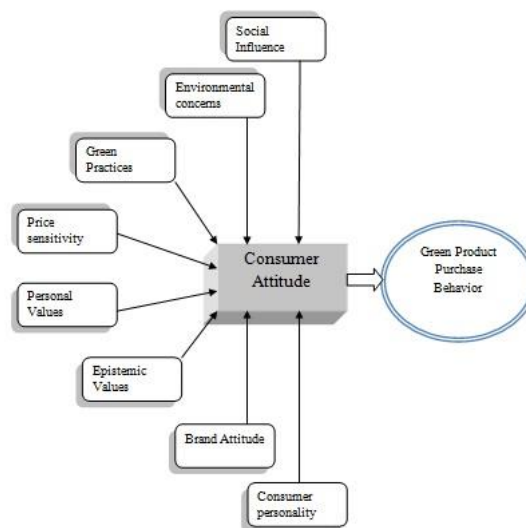 Social
Influence
Environmental
concerns
Green
Practices
Price
sensitivity
Personal
Values
Epistemic
Values
Brand Attitude
Consumer
personality
Consumer
Attitude
Green Product
Purchase
Behavior